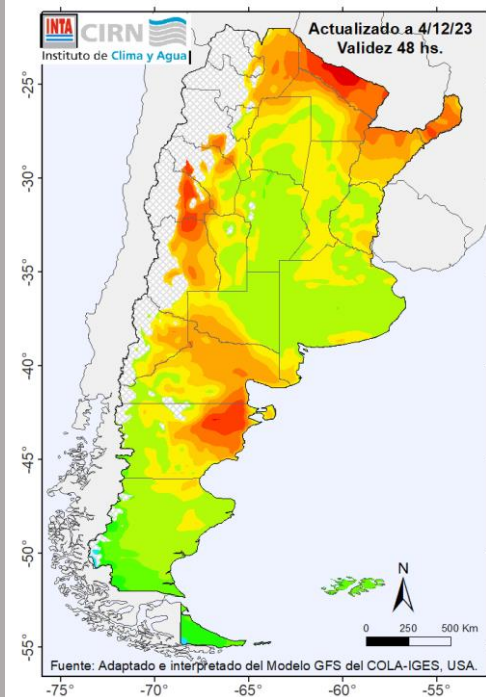 INTA
CIRN
Instituto de Clima y Agua
Actualizado a 4/12/23
Validez 48 hs.
-25°
-30°
-35°
-40°
-45°
-50°
-55°
N
0 250 500 Km
Fuente: Adaptado e interpretado del Modelo GFS del COLA-IGES, USA.
-75° -70° -65° -60° -55°